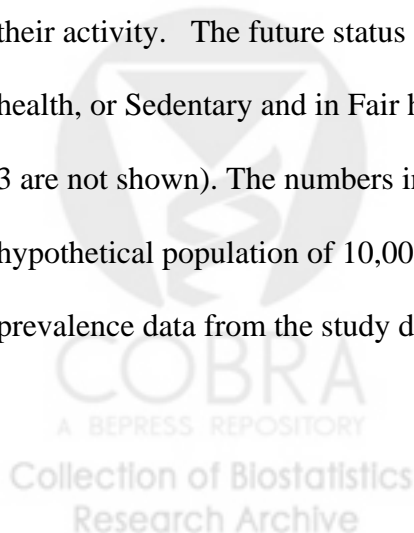 their activity. The future status
health, or Sedentary and in Fair h
3 are not shown). The numbers i
hypothetical population of 10,00
prevalence data from the study d
COBRA
A BEPRESS REPOSITORY
Collection of Biostatistics
Research Archive